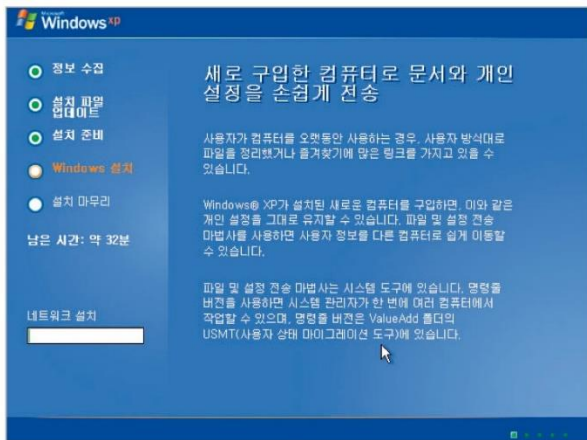 Microsoft
Windows xp
정보 수집
설치 파일
업데이트
설치 준비
Windows 설치
설치 마무리
남은 시간: 약 32분
네트워크 설치
새로 구입한 컴퓨터로 문서와 개인
설정을 손쉽게 전송
사용자가 컴퓨터를 오랫동안 사용하는 경우, 사용자 방식대로
파일을 정리했거나 즐겨찾기에 많은 링크를 가지고 있을 수
있습니다.
Windows® XP가 설치된 새로운 컴퓨터를 구입하면, 이와 같은
개인 설정을 그대로 유지할 수 있습니다. 파일 및 설정 전송
마법사를 사용하면 사용자 정보를 다른 컴퓨터로 쉽게 이동할
수 있습니다.
파일 및 설정 전송 마법사는 시스템 도구에 있습니다. 명령줄
버전을 사용하면 시스템 관리자가 한 번에 여러 컴퓨터에서
작업할 수 있으며, 명령줄 버전은 ValueAdd 폴더의
USMT(사용자 상태 마이그레이션 도구)에 있습니다.